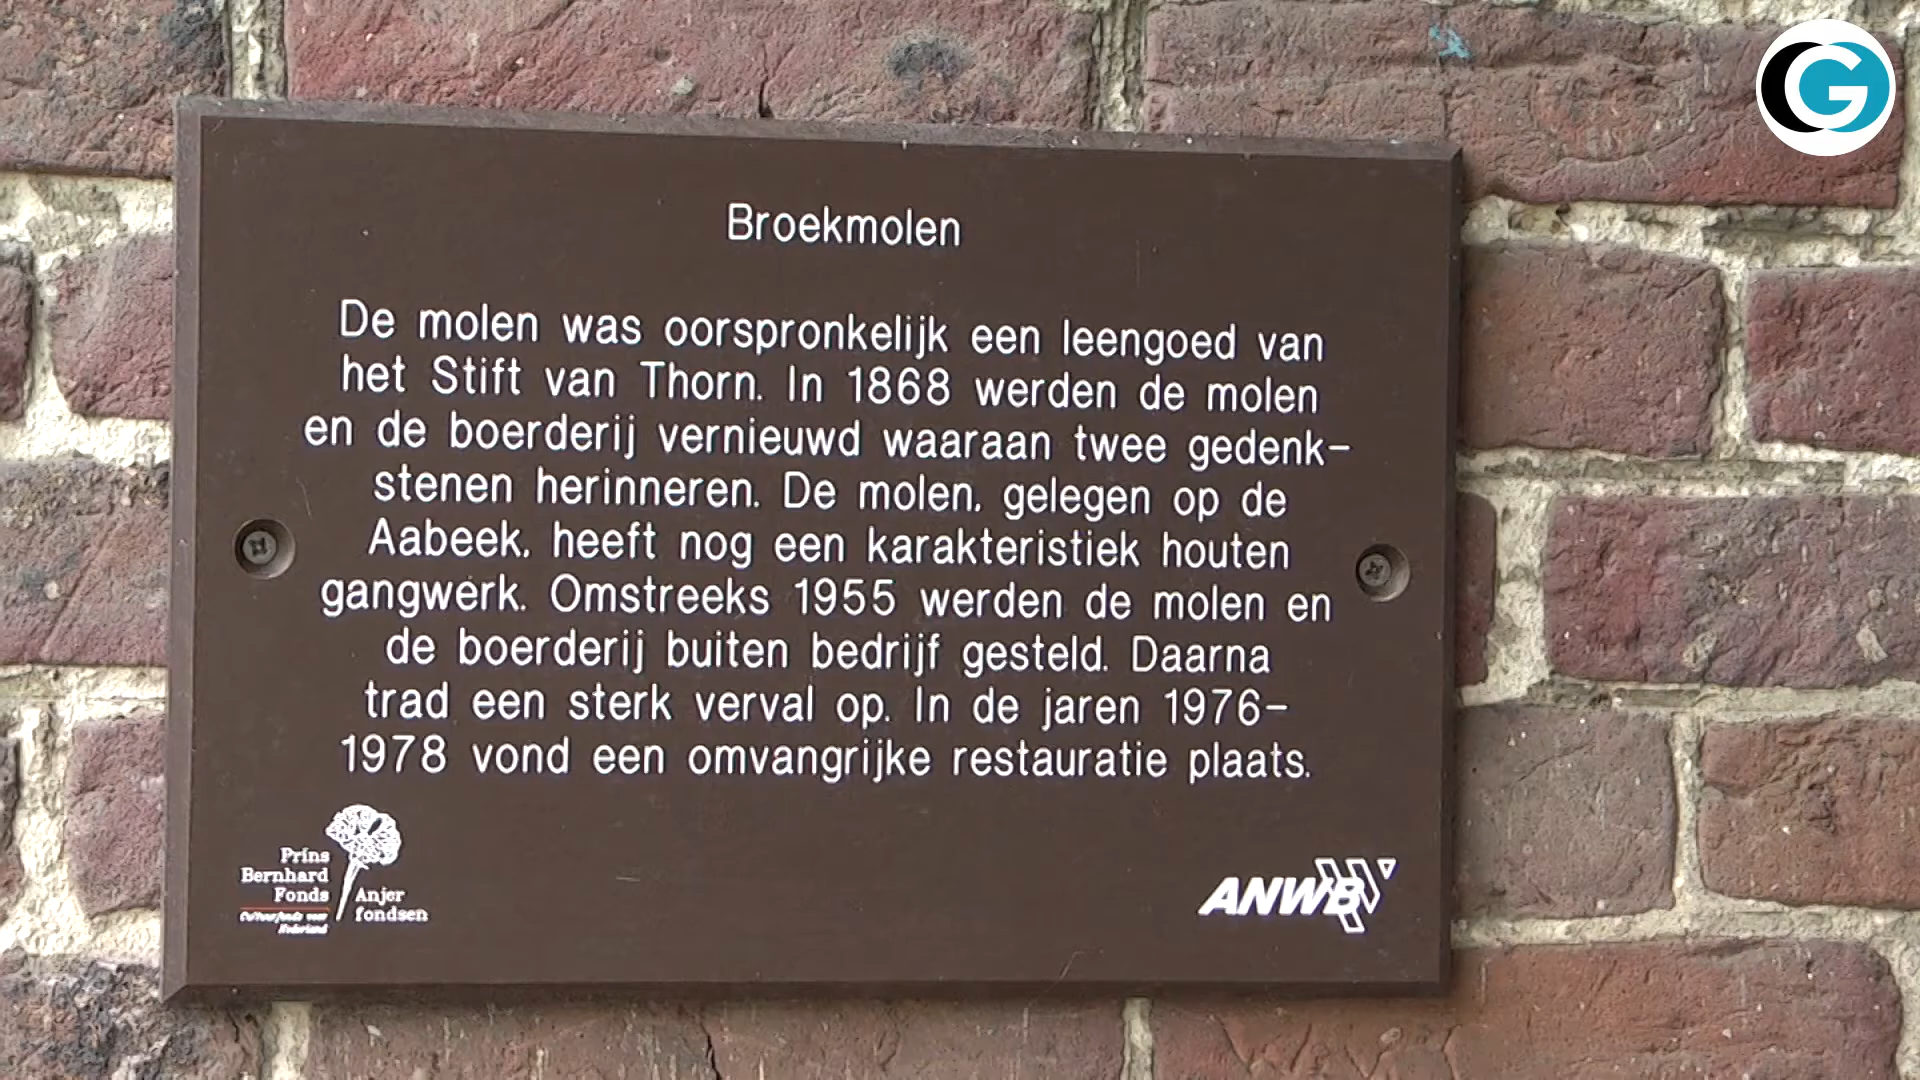 Broekmolen
De molen was oorspronkelijk een leengoed van
het Stift van Thorn. In 1868 werden de molen
en de boerderij vernieuwd waaraan twee gedenk-
stenen herinneren. De molen, gelegen op de
Aabeek, heeft nog een karakteristiek houten
gangwerk. Omstreeks 1955 werden de molen en
de boerderij buiten bedrijf gesteld. Daarna
trad een sterk verval op. In de jaren 1976-
1978 vond een omvangrijke restauratie plaats.
Prins
Bernhard
Fonds
Cultuurfonds voor
Nederland
Anjer
fondsen
ANWB
G